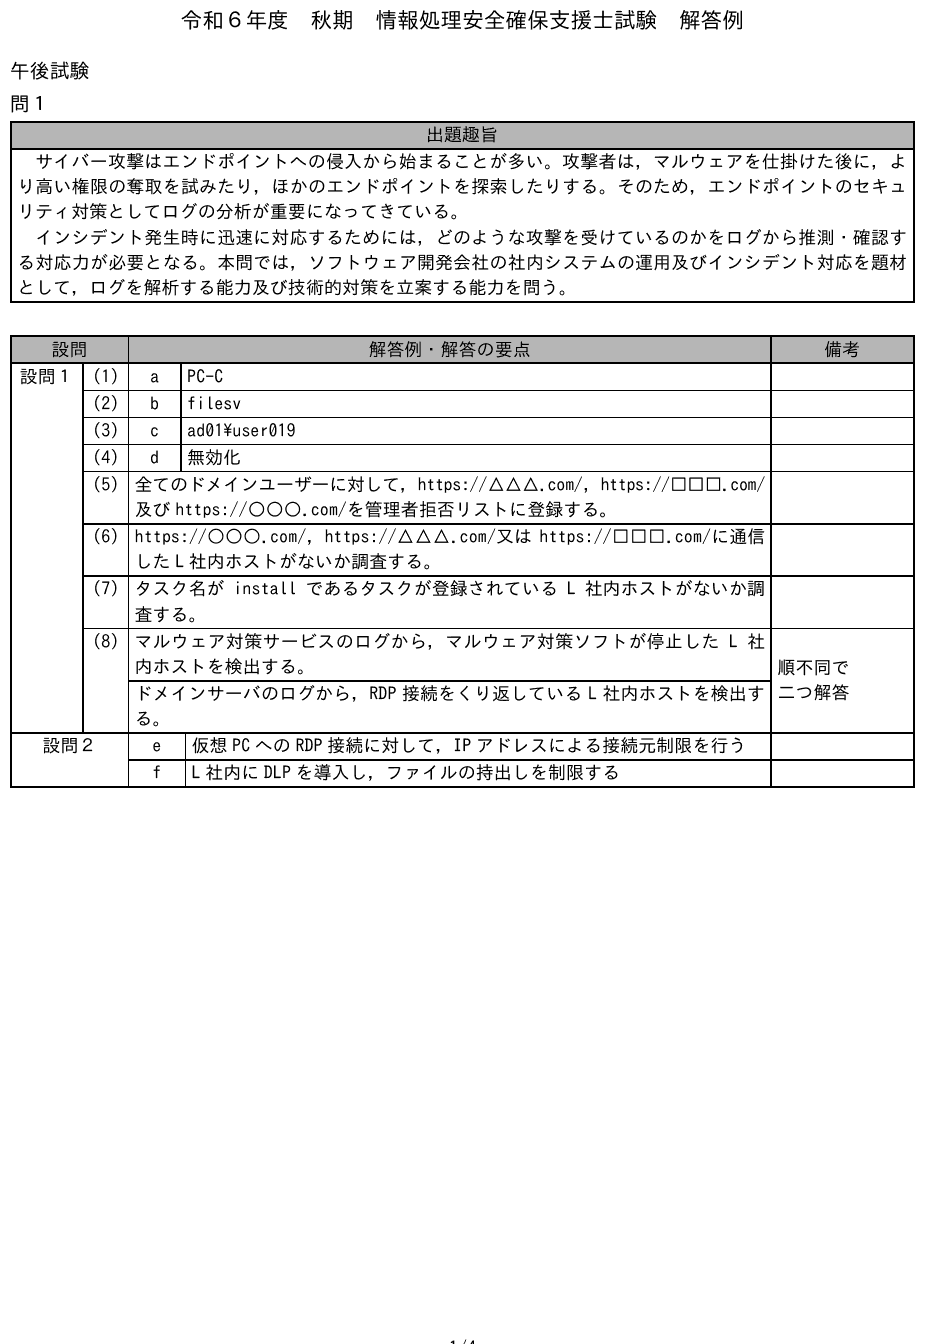 令和６年度　秋期　情報処理安全確保支援士試験　解答例
午後試験
問１
出題趣旨
　サイバー攻撃はエンドポイントへの侵入から始まることが多い。攻撃者は，マルウェアを仕掛けた後に，よ
り高い権限の奪取を試みたり，ほかのエンドポイントを探索したりする。そのため，エンドポイントのセキュ
リティ対策としてログの分析が重要になってきている。
　インシデント発生時に迅速に対応するためには，どのような攻撃を受けているのかをログから推測・確認す
る対応力が必要となる。本問では，ソフトウェア開発会社の社内システムの運用及びインシデント対応を題材
として，ログを解析する能力及び技術的対策を立案する能力を問う。
設問 解答例・解答の要点 備考
設問１ (1) a PC-C
(2) b filesv
(3) c ad01¥user019
(4) d 無効化
(5) 全てのドメインユーザーに対して，https://△△△.com/，https://□□□.com/
及び https://〇〇〇.com/を管理者拒否リストに登録する。
(6) https://〇〇〇.com/，https://△△△.com/又は https://□□□.com/に通信
した L 社内ホストがないか調査する。
(7) タスク名が install であるタスクが登録されている L 社内ホストがないか調
査する。
(8) マルウェア対策サービスのログから，マルウェア対策ソフトが停止した L 社
内ホストを検出する。
ドメインサーバのログから，RDP 接続をくり返している L 社内ホストを検出す
る。
順不同で
二つ解答
設問２ e 仮想 PC への RDP 接続に対して，IP アドレスによる接続元制限を行う
f L 社内に DLP を導入し，ファイルの持出しを制限する
1/4